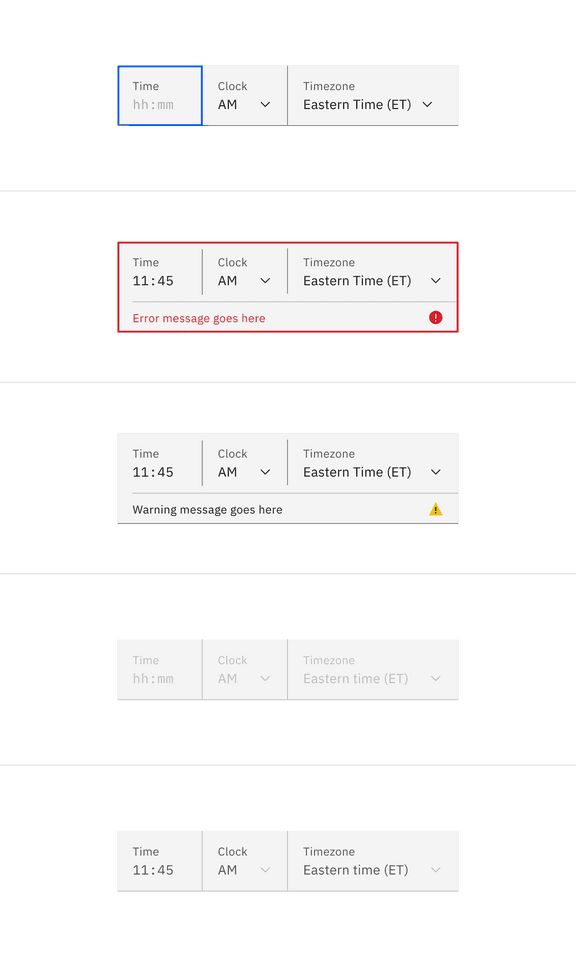 Time Clock Timezone
hh:mm AM Eastern Time (ET)
Time Clock Timezone
11:45 AM Eastern Time (ET)
Error message goes here
Time Clock Timezone
11:45 AM Eastern Time (ET)
Warning message goes here
Time Clock Timezone
hh:mm AM Eastern time (ET)
Time Clock Timezone
11:45 AM Eastern time (ET)